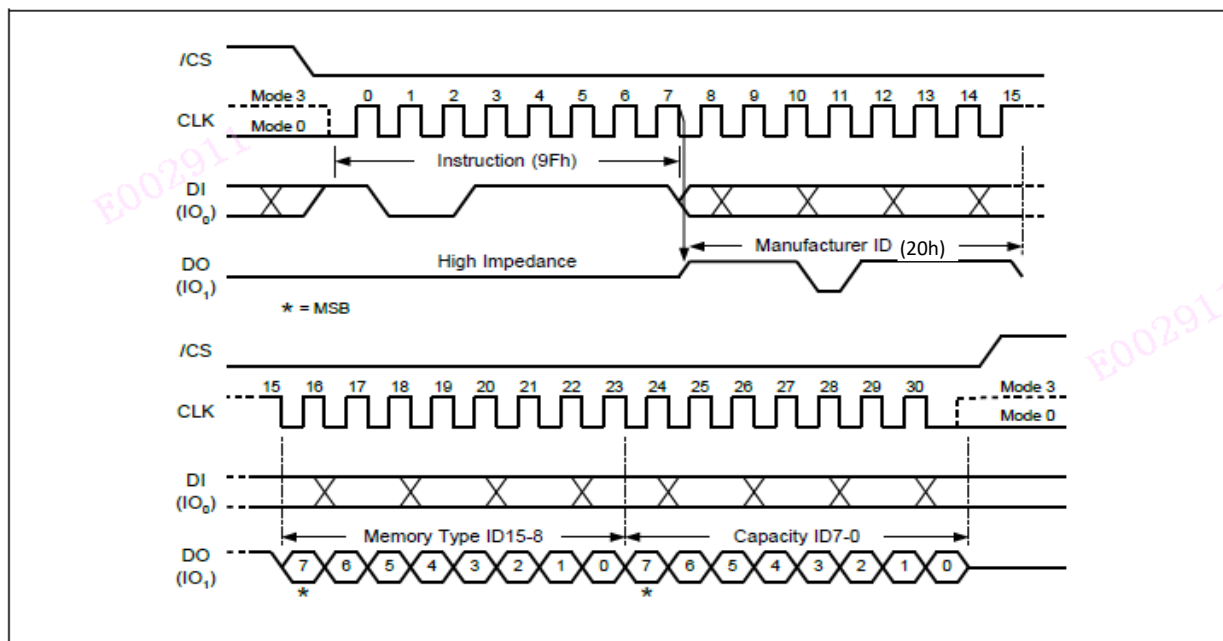 /CS
Mode 3 0 1 2 3 4 5 6 7 8 9 10 11 12 13 14 15
CLK
Mode 0
Instruction (9Fh)
DI
(IO0)
Manufacturer ID (20h)
DO High Impedance
(IO1)
* = MSB
/CS
15 16 17 18 19 20 21 22 23 24 25 26 27 28 29 30 Mode 3
CLK
Mode 0
DI
(IO0)
Memory Type ID15-8 Capacity ID7-0
DO 7 6 5 4 3 2 1 0 7 6 5 4 3 2 1 0
(IO1)
* *
E002911
E002911